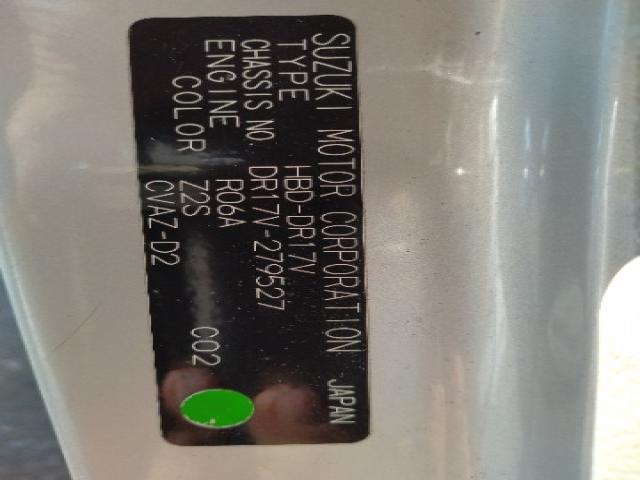 SUZUKI MOTOR CORPORATION JAPAN
TYPE HBD-DR17V
CHASSIS NO. DR17V-279527
ENGINE R06A
COLOR Z2S C02
CVAZ-D2